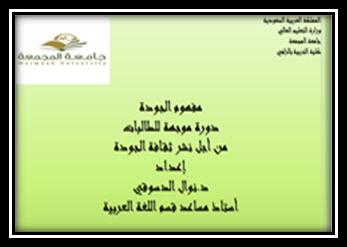 المملكة العربية السعودية
وزارة التعليم العالي
جامعة المجمعة
كلية التربية بالزلفي
جامعة المجمعة
Majmaah University
مفهوم الجودة
دورة موجهة للطالبات
من أجل نشر ثقافة الجودة
إعداد
د.نوال الدسوقي
أستاذ مساعد قسم اللغة العربية